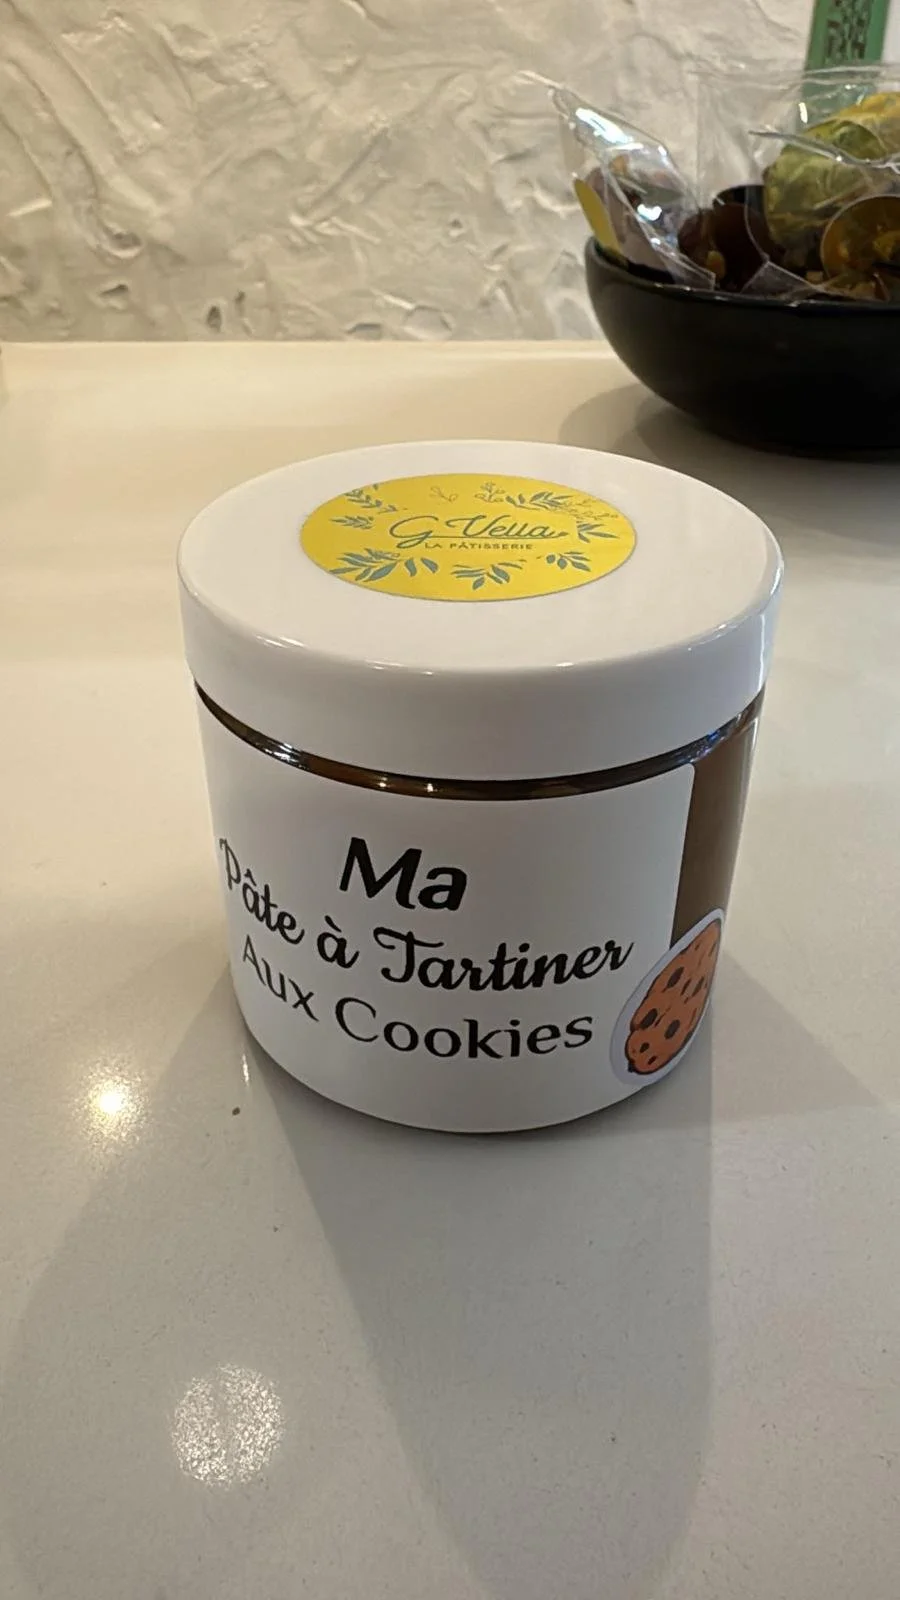 G Vella
LA PÂTISSERIE
Ma
Pâte à Tartiner
Aux Cookies